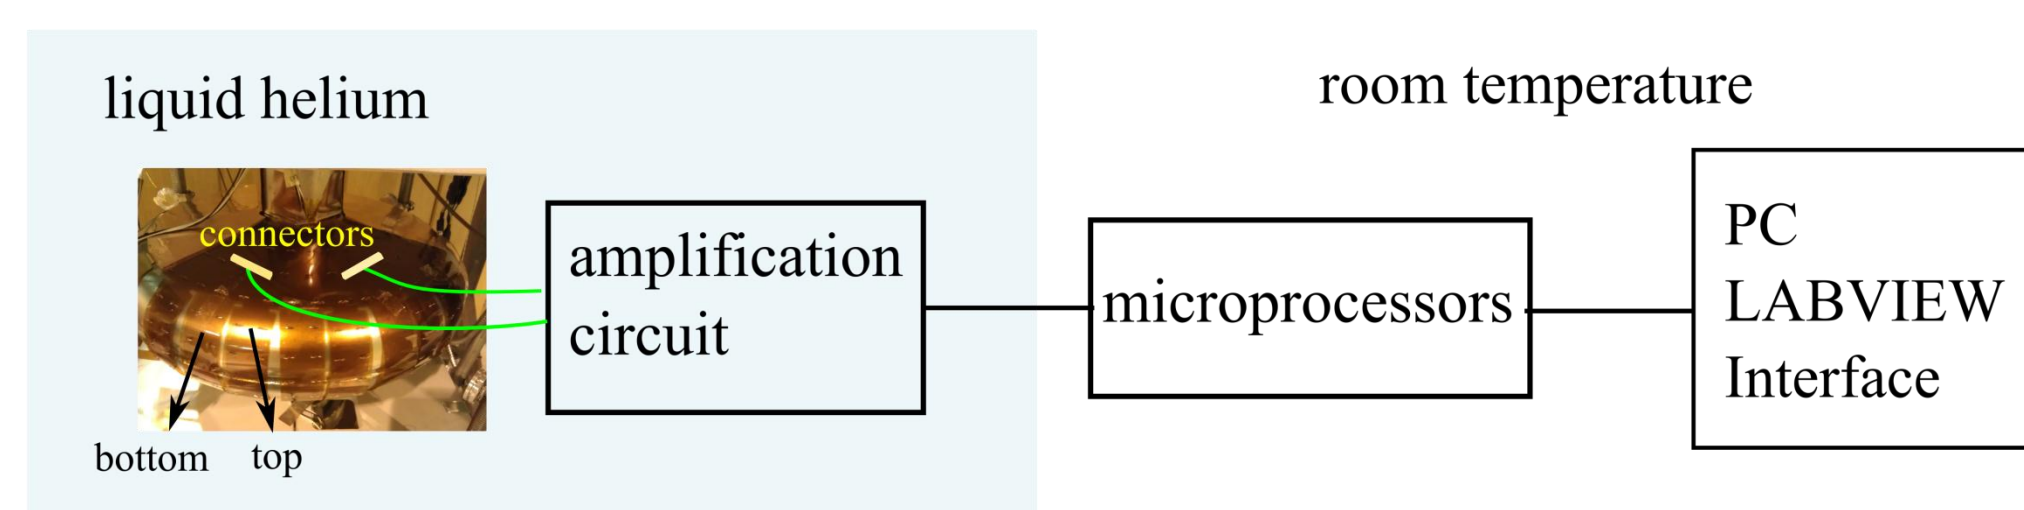 liquid helium
room temperature
connectors
amplification
circuit
microprocessors
PC
LABVIEW
Interface
bottom
top